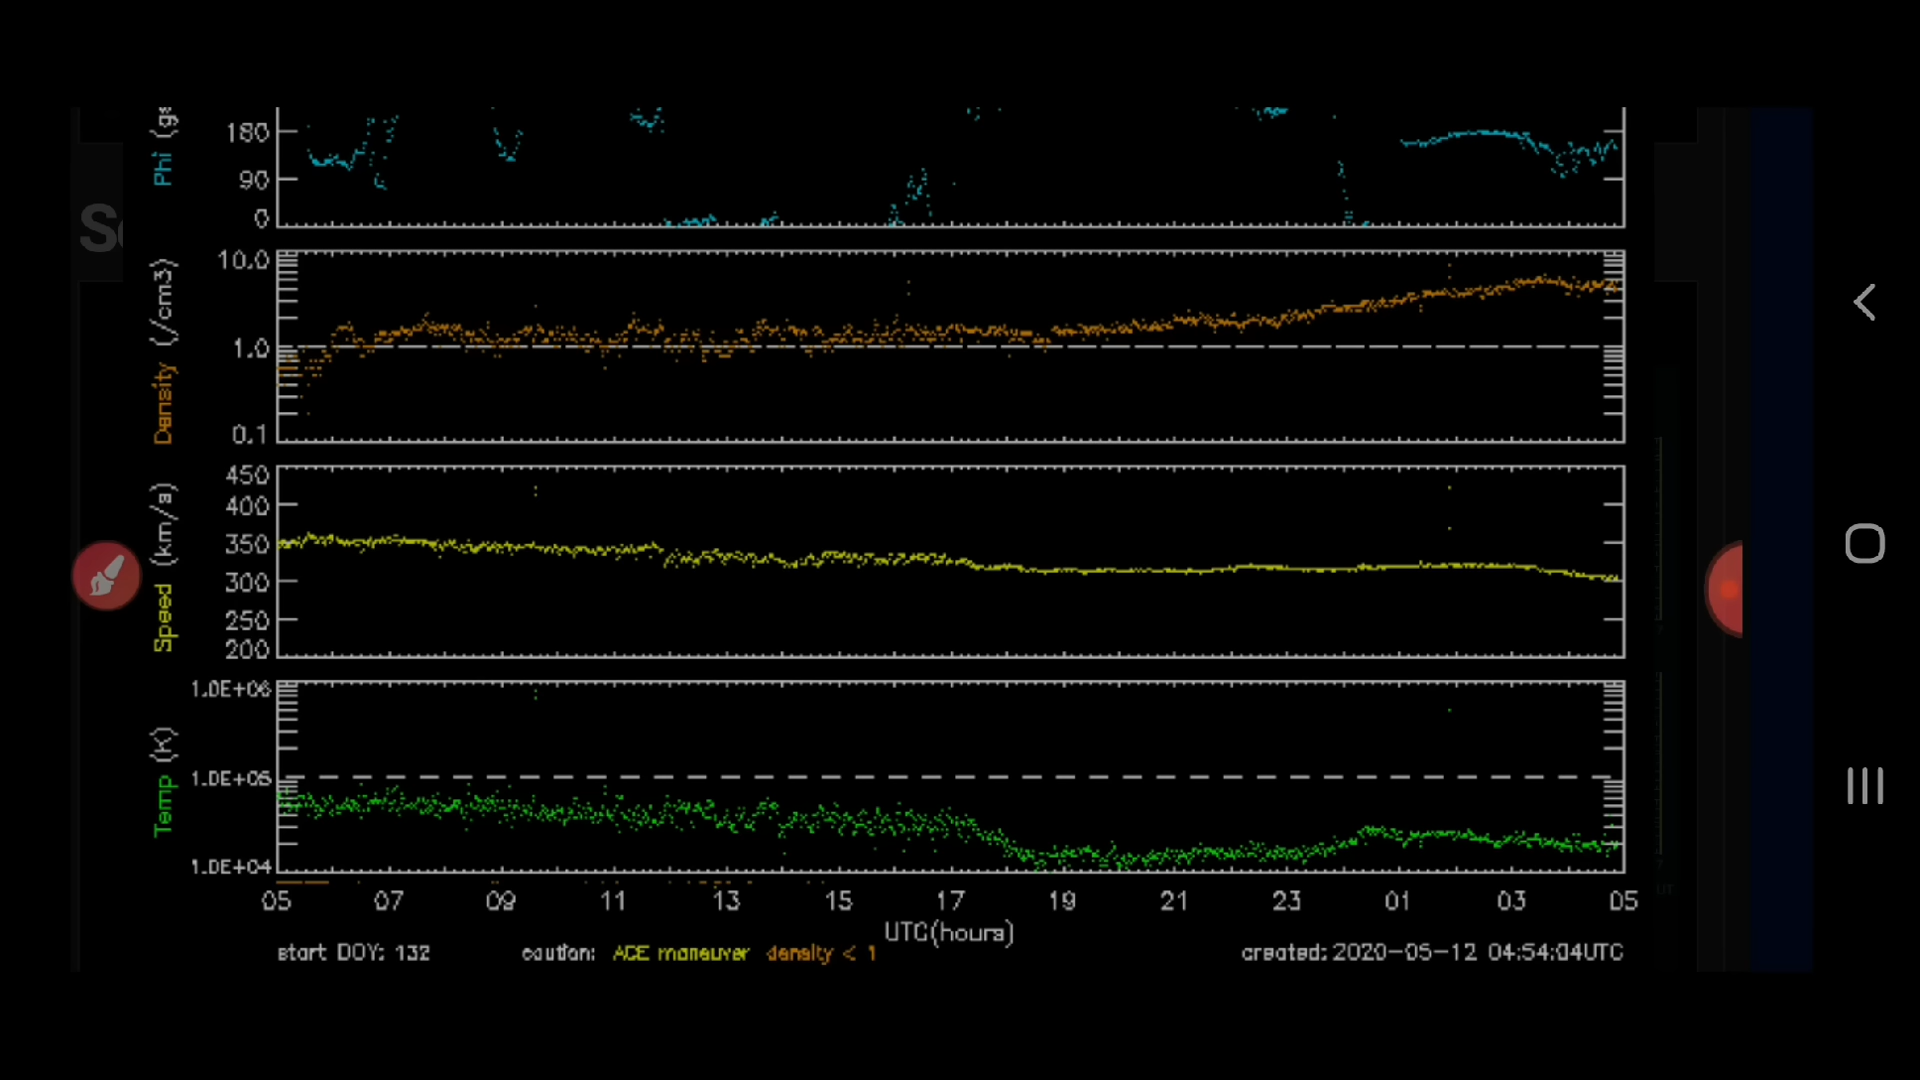 Phi (gs
180
90
0
Density (/cm3)
10.0
1.0
0.1
Speed (km/s)
450
400
350
300
250
200
Temp (K)
1.0E+06
1.0E+05
1.0E+04
05 07 09 11 13 15 17 19 21 23 01 03 05
UTC(hours)
start DOY: 132 caution: ACE maneuver density < 1 created: 2020-05-12 04:54:04UTC